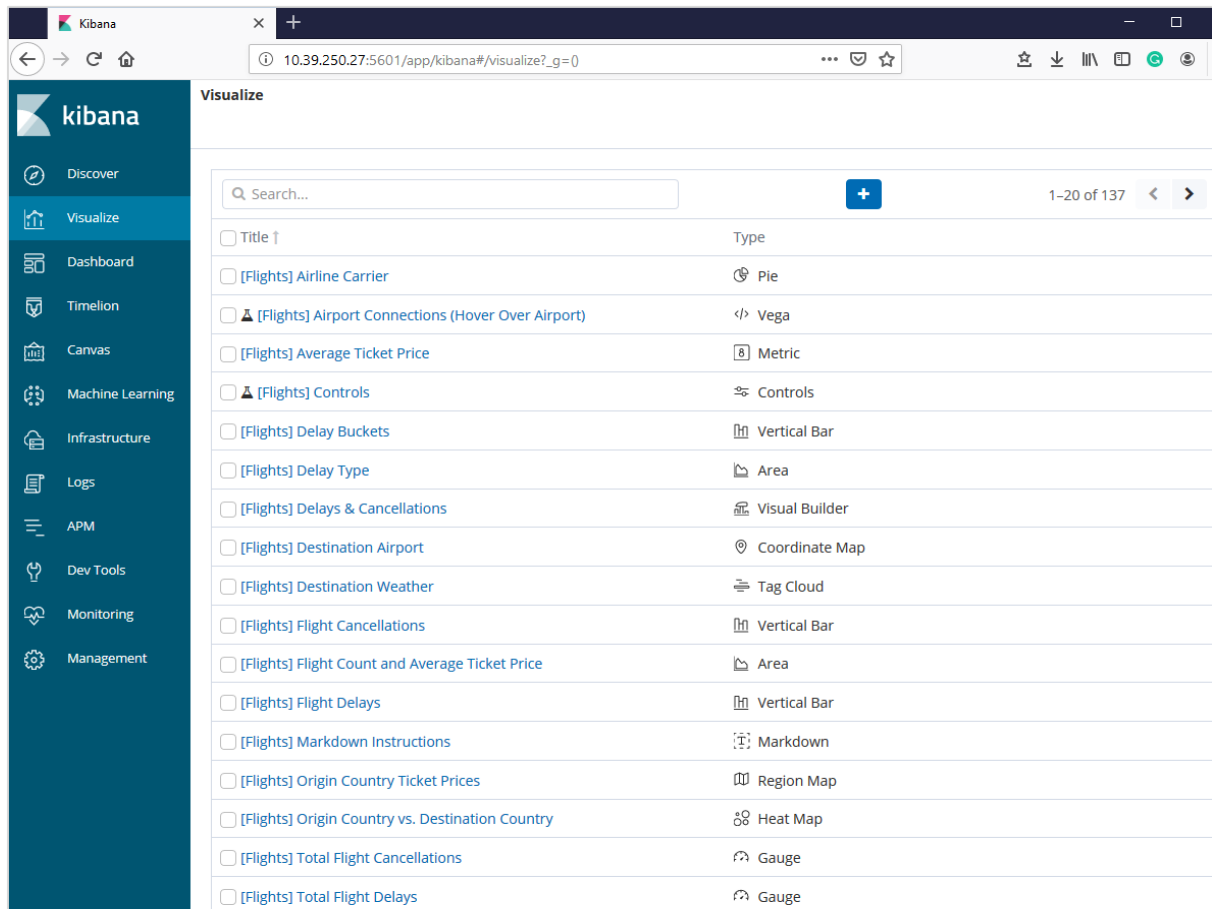 Kibana
10.39.250.27:5601/app/kibana#/visualize?_g=()
kibana
Discover
Visualize
Dashboard
Timelion
Canvas
Machine Learning
Infrastructure
Logs
APM
Dev Tools
Monitoring
Management
Visualize
Search...
1–20 of 137
Title Type
[Flights] Airline Carrier Pie
[Flights] Airport Connections (Hover Over Airport) Vega
[Flights] Average Ticket Price 8 Metric
[Flights] Controls Controls
[Flights] Delay Buckets Vertical Bar
[Flights] Delay Type Area
[Flights] Delays & Cancellations Visual Builder
[Flights] Destination Airport Coordinate Map
[Flights] Destination Weather Tag Cloud
[Flights] Flight Cancellations Vertical Bar
[Flights] Flight Count and Average Ticket Price Area
[Flights] Flight Delays Vertical Bar
[Flights] Markdown Instructions T Markdown
[Flights] Origin Country Ticket Prices Region Map
[Flights] Origin Country vs. Destination Country Heat Map
[Flights] Total Flight Cancellations Gauge
[Flights] Total Flight Delays Gauge